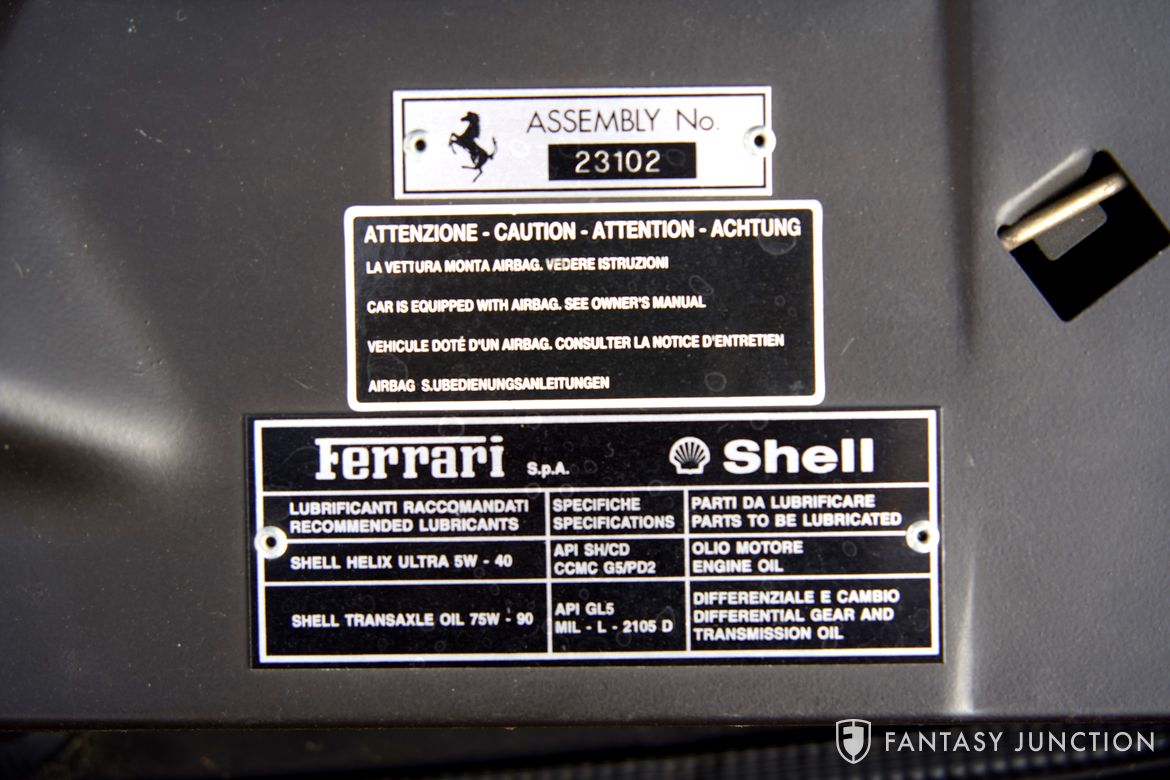 ASSEMBLY No.
23102
ATTENZIONE - CAUTION - ATTENTION - ACHTUNG
LA VETTURA MONTA AIRBAG. VEDERE ISTRUZIONI
CAR IS EQUIPPED WITH AIRBAG. SEE OWNER'S MANUAL
VEHICULE DOTÉ D'UN AIRBAG. CONSULTER LA NOTICE D'ENTRETIEN
AIRBAG S.UBEDIENUNGSANLEITUNGEN
Ferrari S.p.A. Shell
LUBRIFICANTI RACCOMANDATI
RECOMMENDED LUBRICANTS
SPECIFICHE
SPECIFICATIONS
PARTI DA LUBRIFICARE
PARTS TO BE LUBRICATED
SHELL HELIX ULTRA 5W - 40
API SH/CD
CCMC G5/PD2
OLIO MOTORE
ENGINE OIL
SHELL TRANSAXLE OIL 75W - 90
API GL5
MIL - L - 2105 D
DIFFERENZIALE E CAMBIO
DIFFERENTIAL GEAR AND
TRANSMISSION OIL
FANTASY JUNCTION